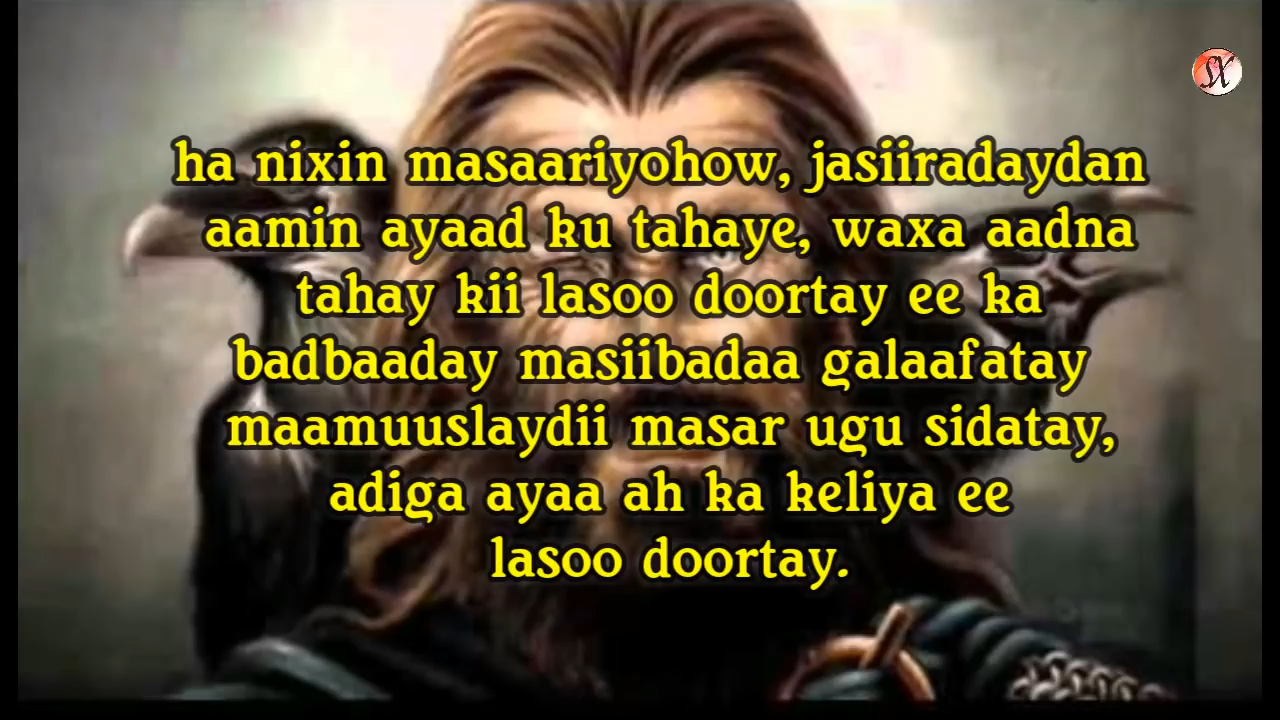 SX
ha nixin masaariyohow, jasiiradaydan
aamin ayaad ku tahaye, waxa aadna
tahay kii lasoo doortay ee ka
badbaaday masiibadaa galaafatay
maamuuslaydii masar ugu sidatay,
adiga ayaa ah ka keliya ee
lasoo doortay.